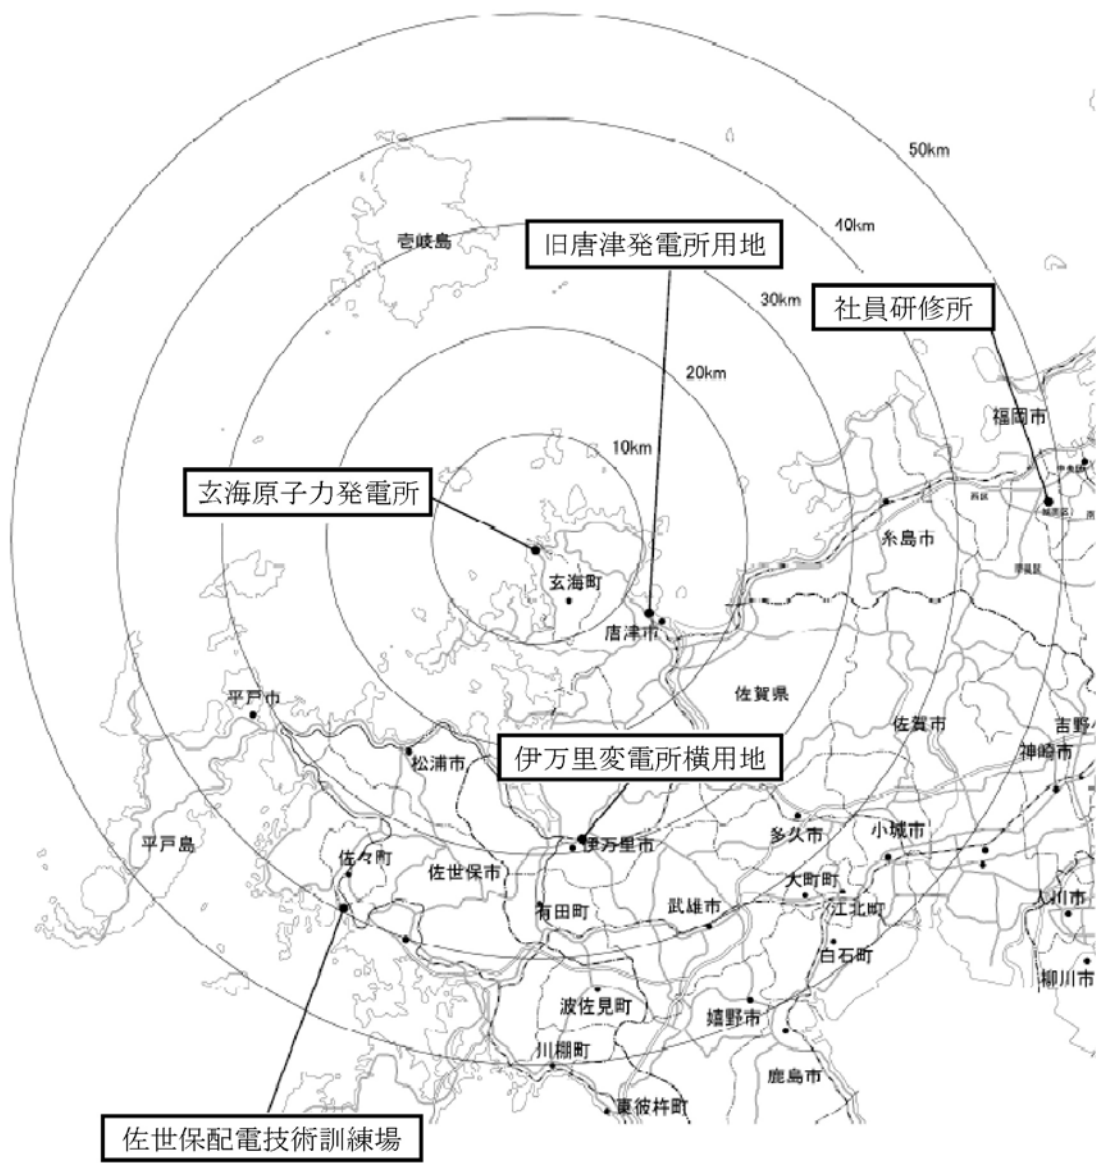 50km
40km
旧唐津発電所用地
壱岐島
30km
社員研修所
20km
福岡市
10km
玄海原子力発電所
西区
糸島市
玄海町
唐津市
佐賀県
平戸市
佐賀市
吉野
神崎市
伊万里変電所横用地
松浦市
多久市
小城市
平戸島
伊万里市
佐々町
佐世保市
大町町
有田町
武雄市
江北町
白石町
柳川市
波佐見町
嬉野市
川棚町
鹿島市
東彼杵町
佐世保配電技術訓練場